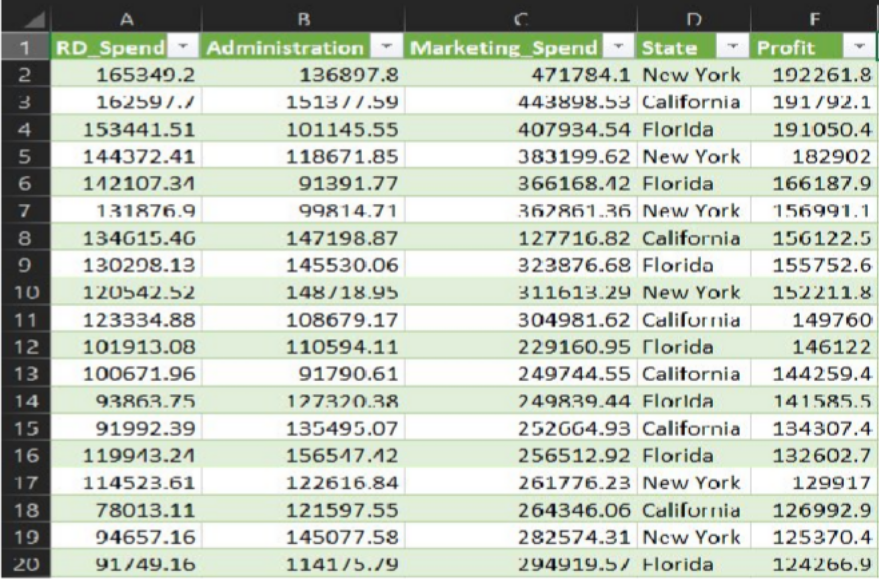 A B C D E
1 RD_Spend Administration Marketing_Spend State Profit
2 165349.2 136897.8 471784.1 New York 192261.8
3 162597.7 151377.59 443898.53 California 191792.1
4 153441.51 101145.55 407934.54 Florida 191050.4
5 144372.41 118671.85 383199.62 New York 182902
6 142107.34 91391.77 366168.42 Florida 166187.9
7 131876.9 99814.71 362861.36 New York 156991.1
8 134615.46 147198.87 127716.82 California 156122.5
9 130298.13 145530.06 323876.68 Florida 155752.6
10 120542.52 148718.95 311613.29 New York 152211.8
11 123334.88 108679.17 304981.62 California 149760
12 101913.08 110594.11 229160.95 Florida 146122
13 100671.96 91790.61 249744.55 California 144259.4
14 93863.75 127320.38 249839.44 Florida 141585.5
15 91992.39 135495.07 252664.93 California 134307.4
16 119943.24 156547.42 256512.92 Florida 132602.7
17 114523.61 122616.84 261776.23 New York 129917
18 78013.11 121597.55 264346.06 California 126992.9
19 94657.16 145077.58 282574.31 New York 125370.4
20 91749.16 114175.79 294919.57 Florida 124266.9